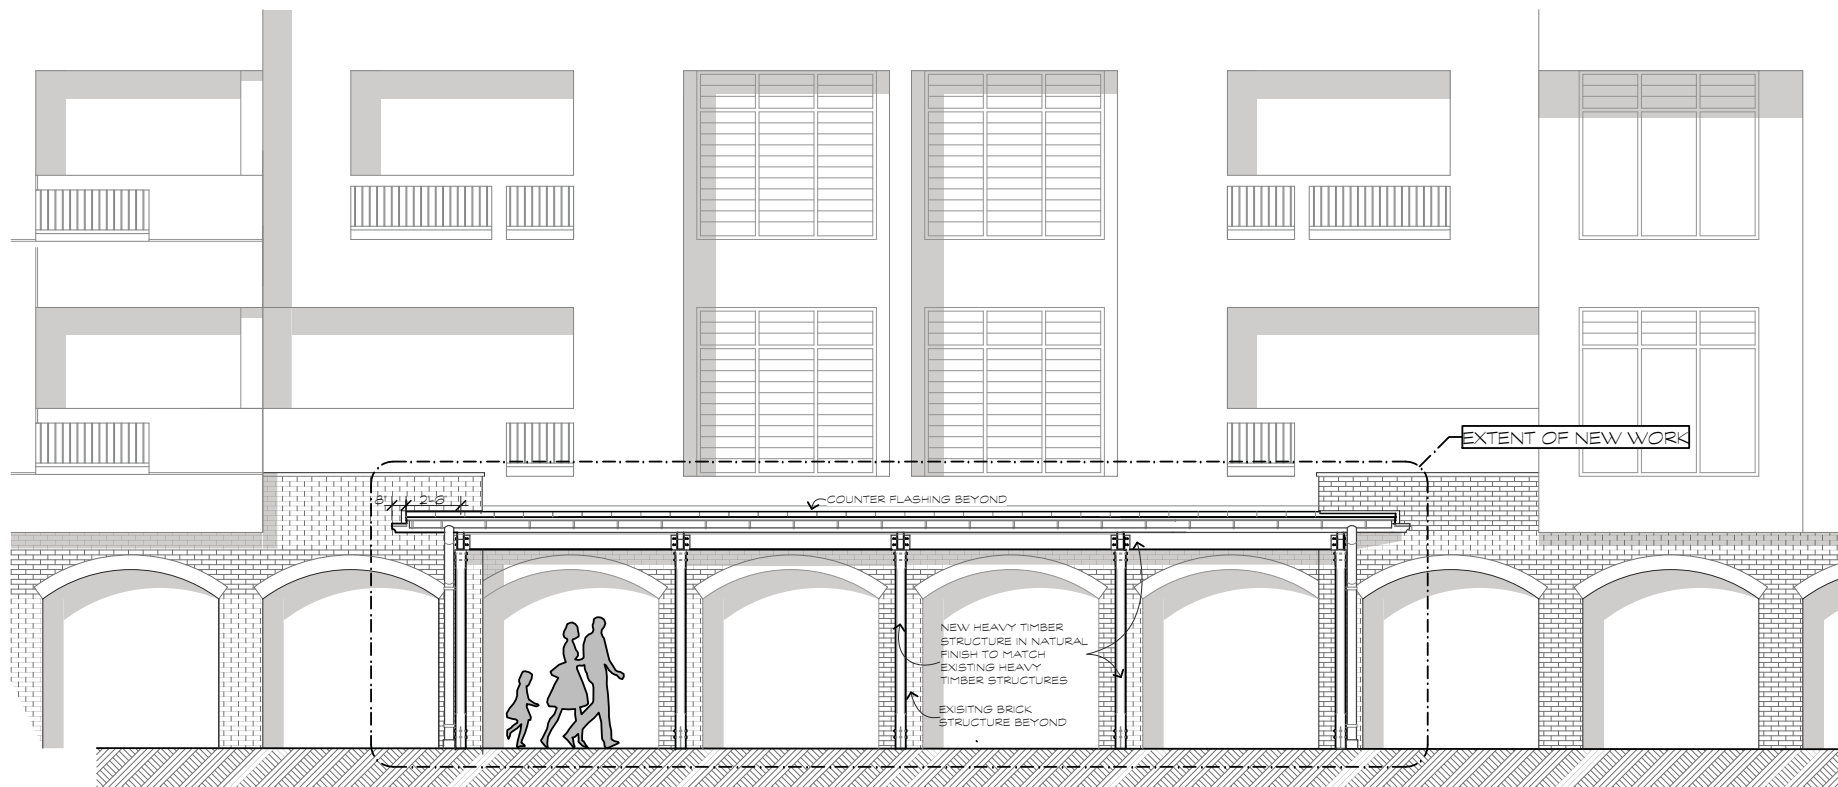 EXTENT OF NEW WORK
8" 2'-6"
COUNTER FLASHING BEYOND
NEW HEAVY TIMBER
STRUCTURE IN NATURAL
FINISH TO MATCH
EXISTING HEAVY
TIMBER STRUCTURES
EXISITNG BRICK
STRUCTURE BEYOND